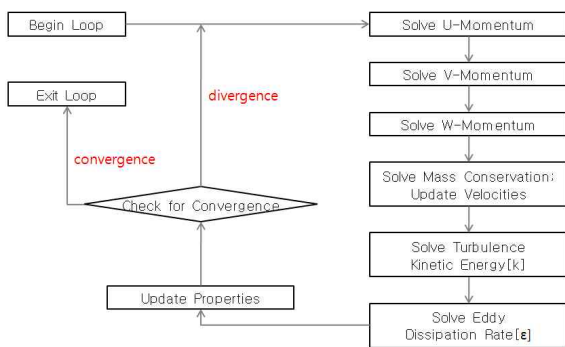 Begin Loop
Solve U-Momentum
Solve V-Momentum
Exit Loop
divergence
Solve W-Momentum
convergence
Solve Mass Conservation;
Update Velocities
Check for Convergence
Solve Turbulence
Kinetic Energy[k]
Update Properties
Solve Eddy
Dissipation Rate[ε]